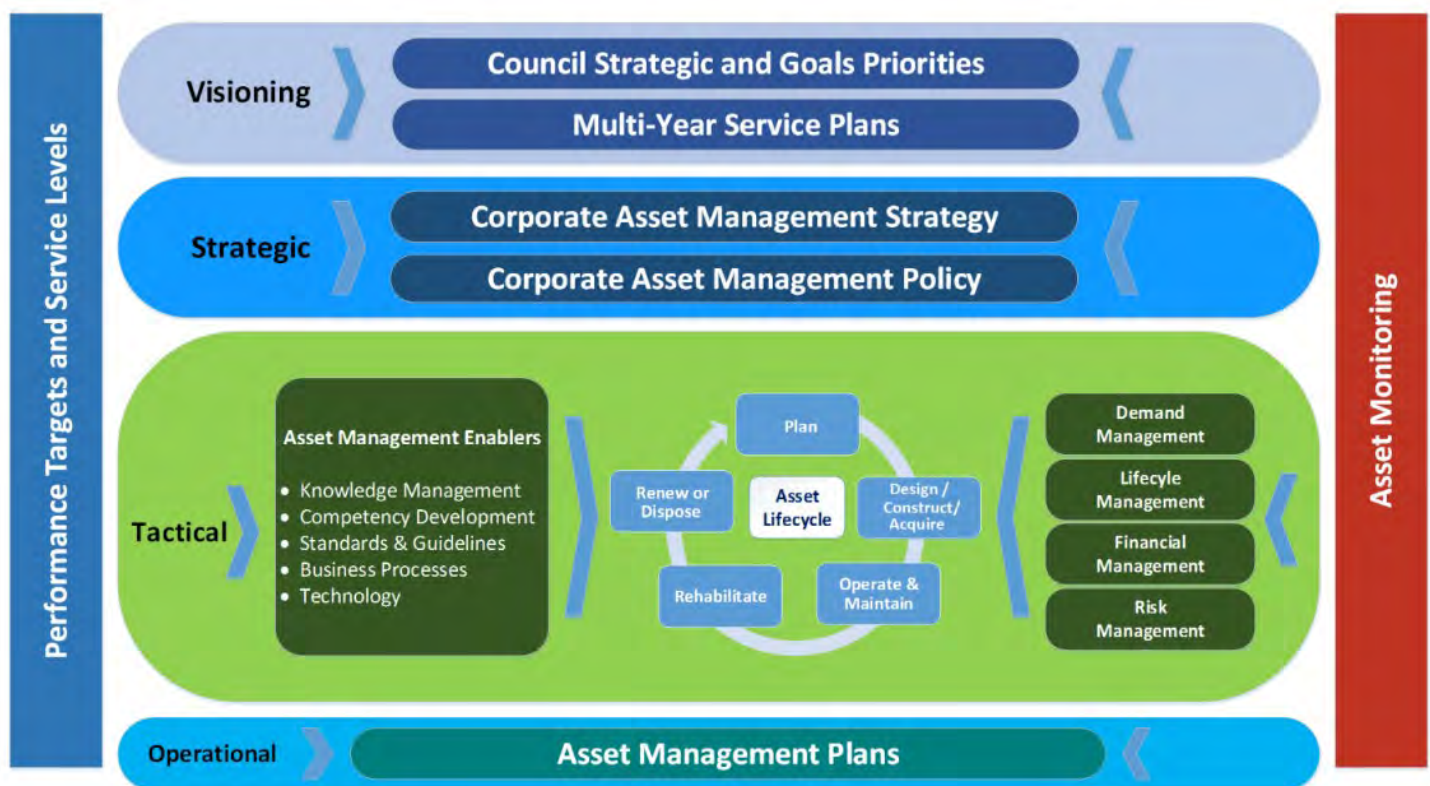 Performance Targets and Service Levels
Visioning
Council Strategic and Goals Priorities
Multi-Year Service Plans
Strategic
Corporate Asset Management Strategy
Corporate Asset Management Policy
Tactical
Asset Management Enablers
• Knowledge Management
• Competency Development
• Standards & Guidelines
• Business Processes
• Technology
Plan
Design /
Construct/
Acquire
Operate &
Maintain
Rehabilitate
Renew or
Dispose
Asset
Lifecycle
Demand
Management
Lifecyle
Management
Financial
Management
Risk
Management
Operational
Asset Management Plans
Asset Monitoring